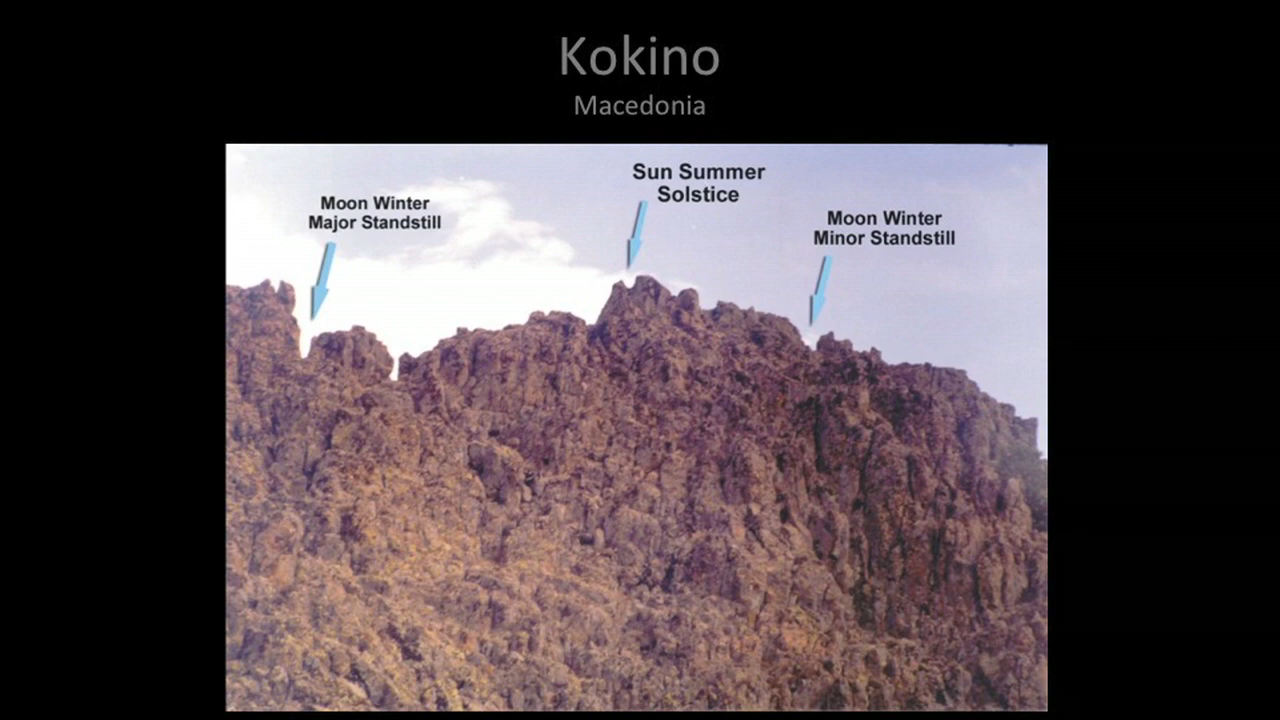 Kokino
Macedonia
Sun Summer
Solstice
Moon Winter
Major Standstill
Moon Winter
Minor Standstill